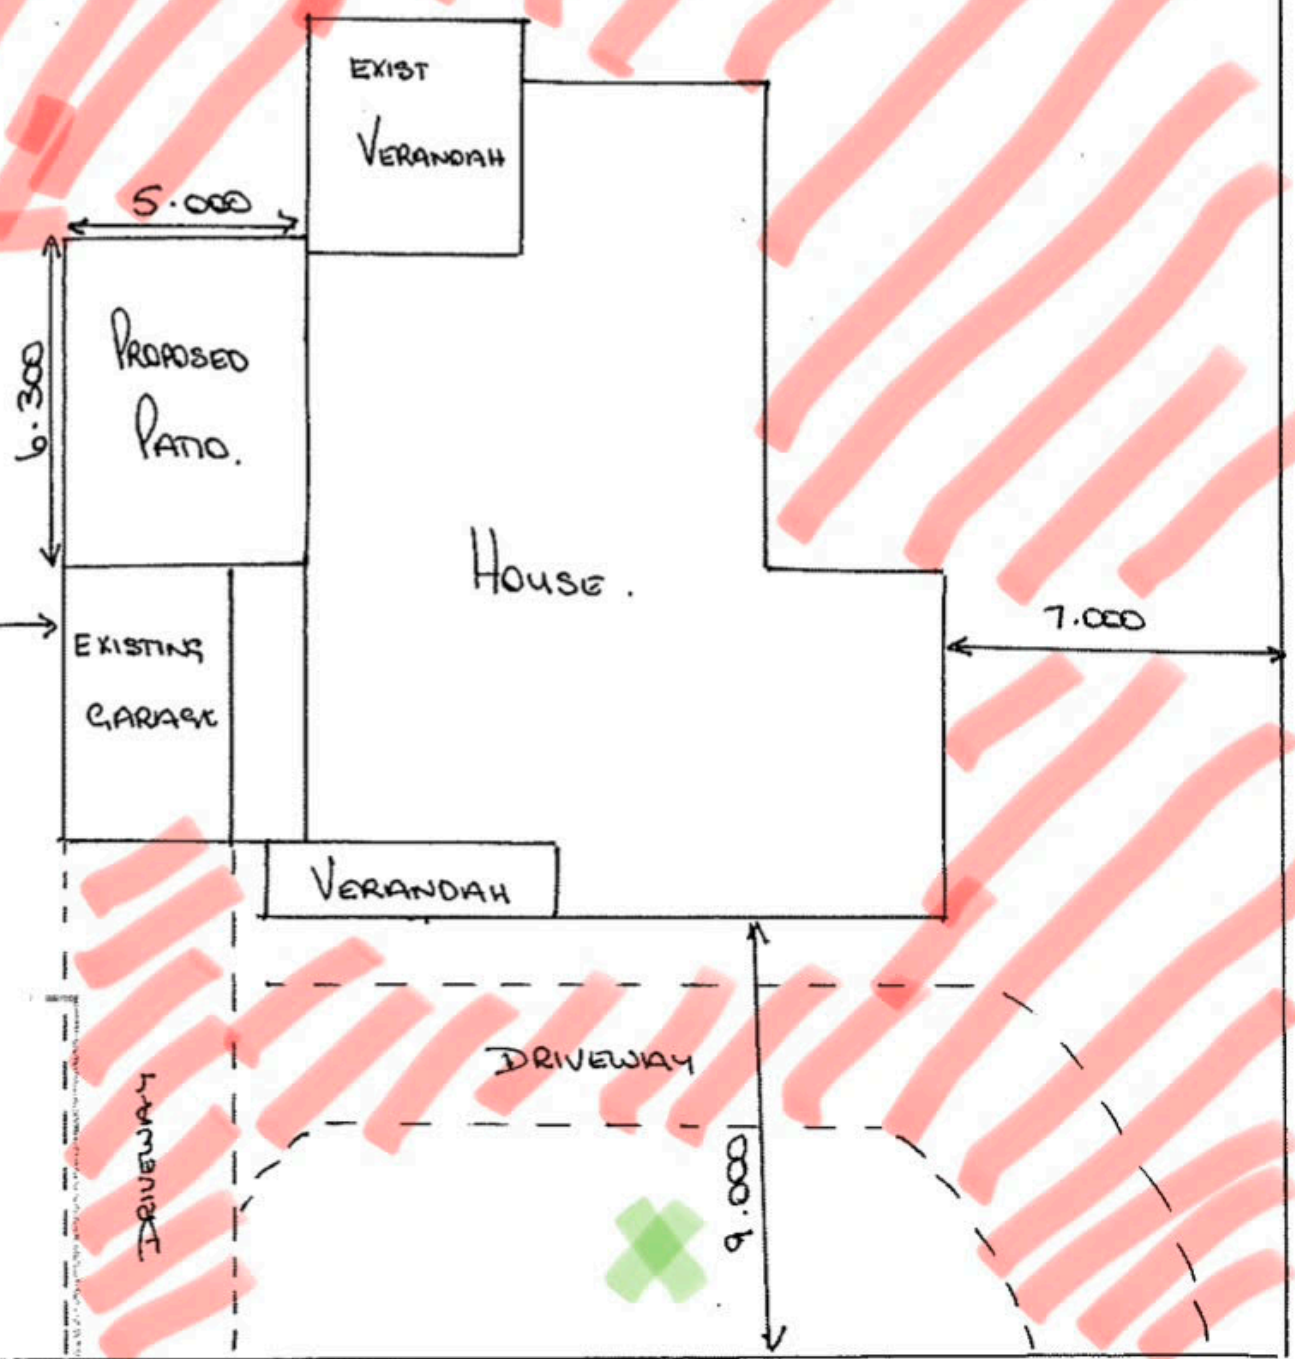 EXIST
VERANDAH
5.000
6.300
PROPOSED
PATIO.
HOUSE.
7.000
EXISTING
GARAGE
VERANDAH
DRIVEWAY
DRIVEWAY
9.000